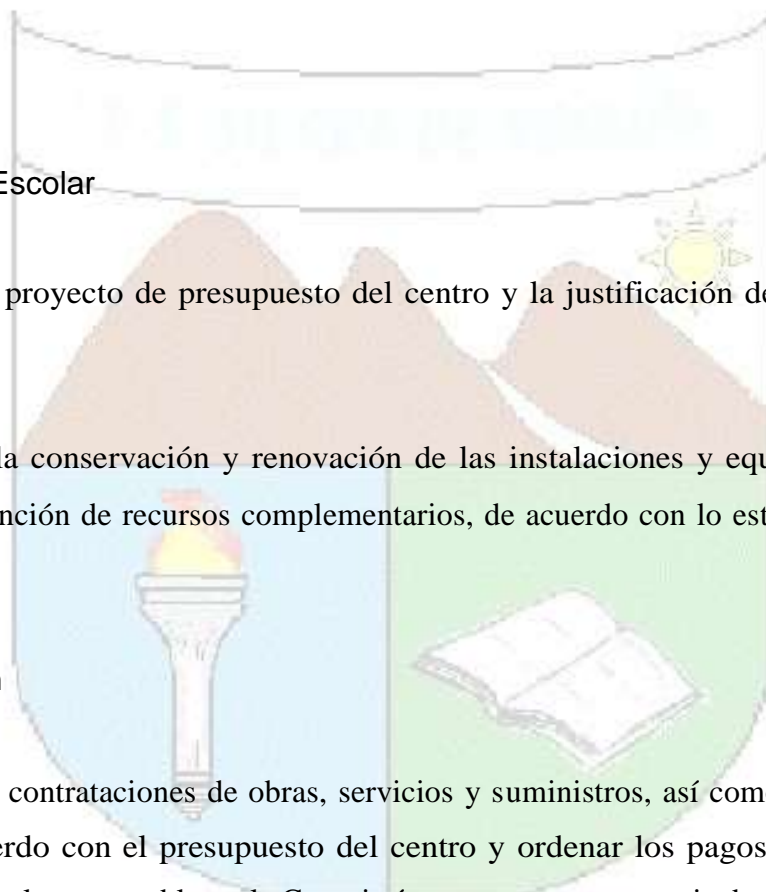 Escolar
proyecto de presupuesto del centro y la justificación de
la conservación y renovación de las instalaciones y equ
nción de recursos complementarios, de acuerdo con lo est
contrataciones de obras, servicios y suministros, así com
erdo con el presupuesto del centro y ordenar los pagos